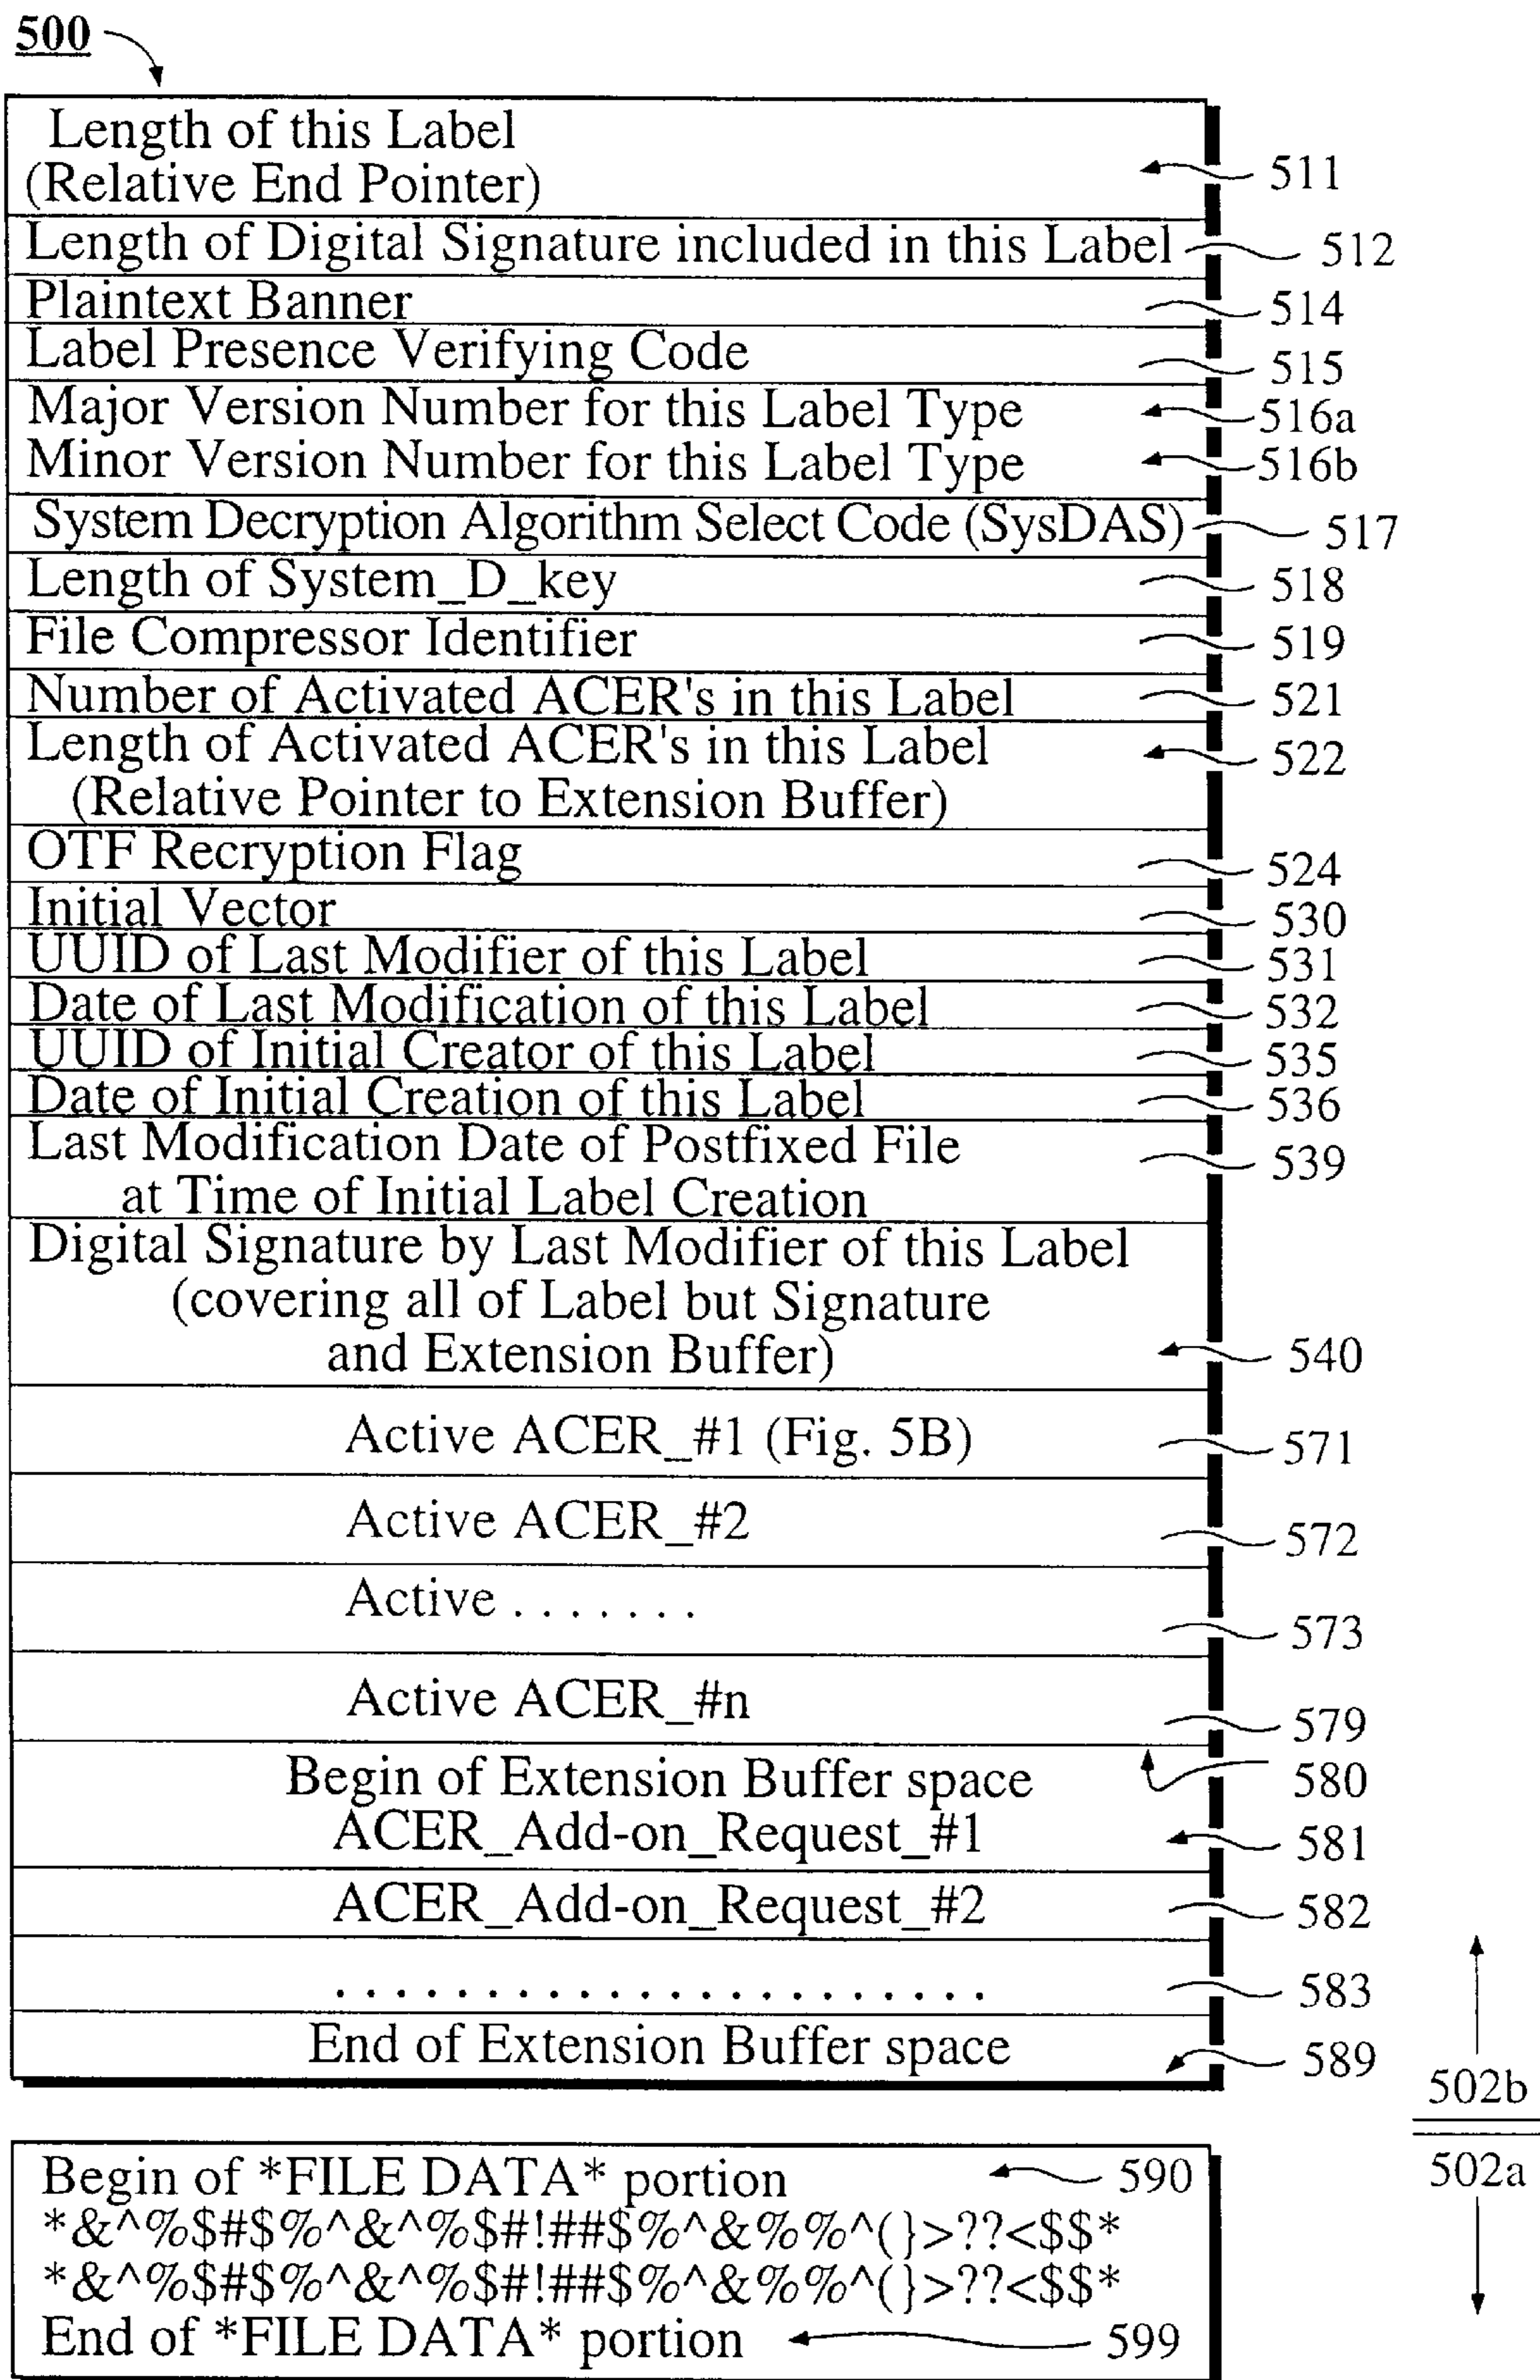 500
Length of this Label
(Relative End Pointer) 511
Length of Digital Signature included in this Label 512
Plaintext Banner 514
Label Presence Verifying Code 515
Major Version Number for this Label Type 516a
Minor Version Number for this Label Type 516b
System Decryption Algorithm Select Code (SysDAS) 517
Length of System_D_key 518
File Compressor Identifier 519
Number of Activated ACER's in this Label 521
Length of Activated ACER's in this Label 522
(Relative Pointer to Extension Buffer)
OTF Recryption Flag 524
Initial Vector 530
UUID of Last Modifier of this Label 531
Date of Last Modification of this Label 532
UUID of Initial Creator of this Label 535
Date of Initial Creation of this Label 536
Last Modification Date of Postfixed File 539
at Time of Initial Label Creation
Digital Signature by Last Modifier of this Label
(covering all of Label but Signature
and Extension Buffer) 540
Active ACER_#1 (Fig. 5B) 571
Active ACER_#2 572
Active . . . . . . . 573
Active ACER_#n 579
Begin of Extension Buffer space 580
ACER_Add-on_Request_#1 581
ACER_Add-on_Request_#2 582
. . . . . . . . . . . . . . . . . . . . . . 583
End of Extension Buffer space 589
502b
502a
Begin of *FILE DATA* portion 590
*&^%$#$%^&^%$#!##$%^&%%^(}>??<$$*
*&^%$#$%^&^%$#!##$%^&%%^(}>??<$$*
End of *FILE DATA* portion 599